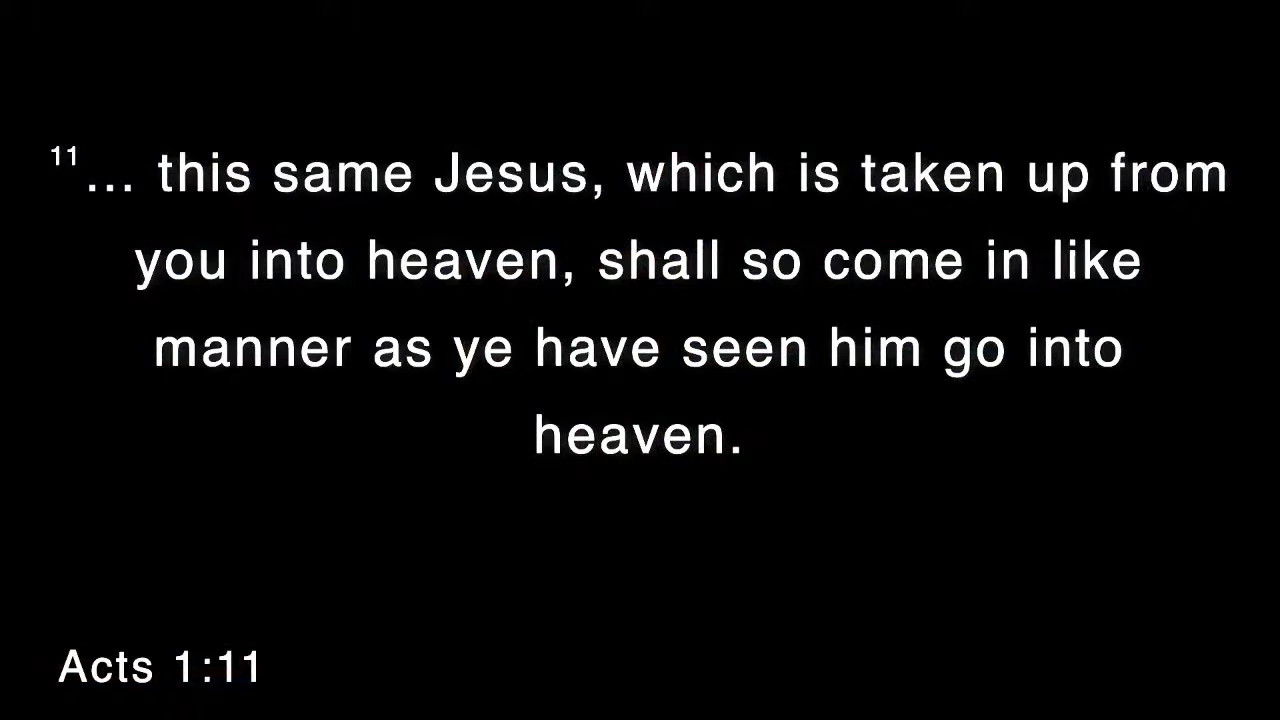 11... this same Jesus, which is taken up from
you into heaven, shall so come in like
manner as ye have seen him go into
heaven.
Acts 1:11